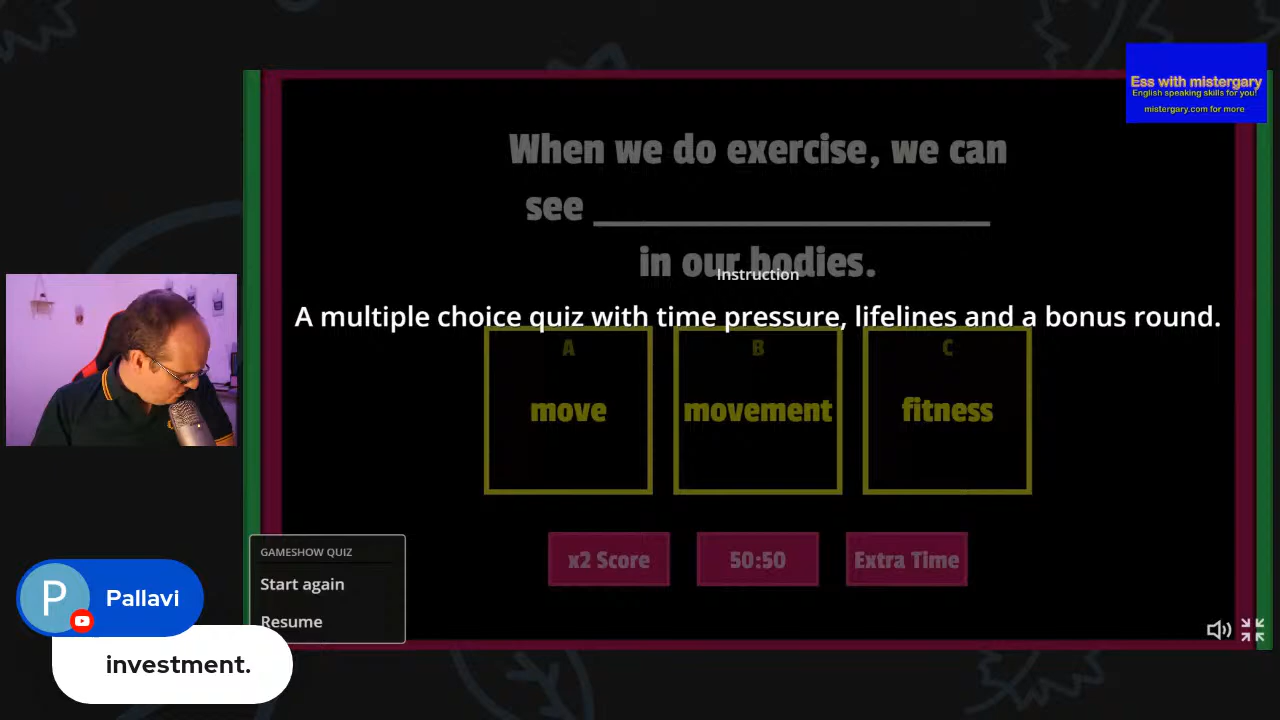 Ess with mistergary
English speaking skills for you!
mistergary.com for more
When we do exercise, we can
see ____________________
in our bodies.
Instruction
A multiple choice quiz with time pressure, lifelines and a bonus round.
A
B
C
move
movement
fitness
x2 Score
50:50
Extra Time
GAMESHOW QUIZ
Start again
Resume
P
Pallavi
investment.